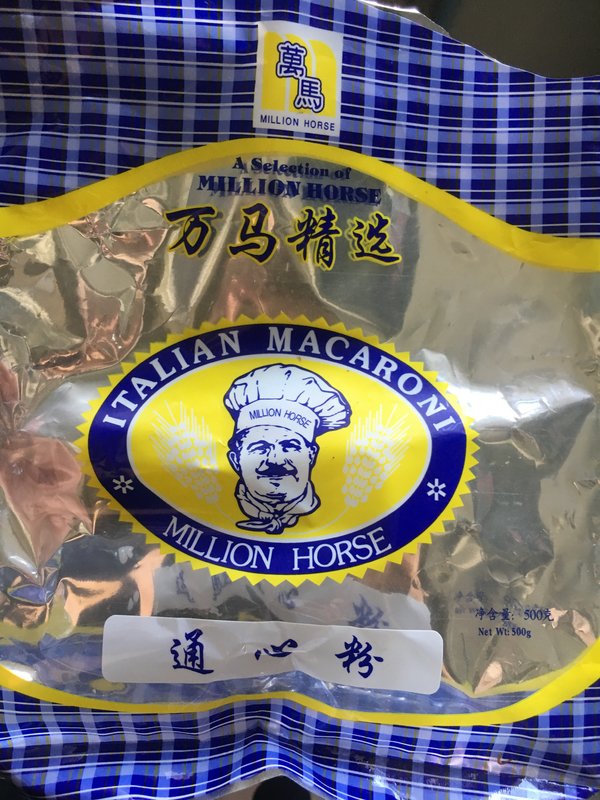 萬
馬
MILLION HORSE
A Selection of
MILLION HORSE
万马精选
ITALIAN MACARONI
MILLION HORSE
MILLION HORSE
净含量: 500克
Net Wt: 500g
通心粉